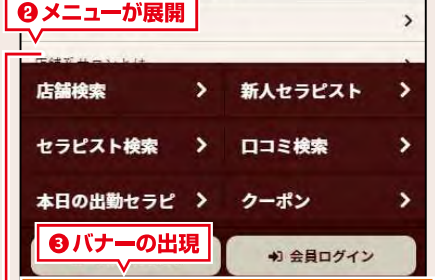 ❷メニューが展開
店舗検索
新人セラピスト
セラピスト検索
口コミ検索
本日の出勤セラピ
クーポン
❸バナーの出現
会員ログイン